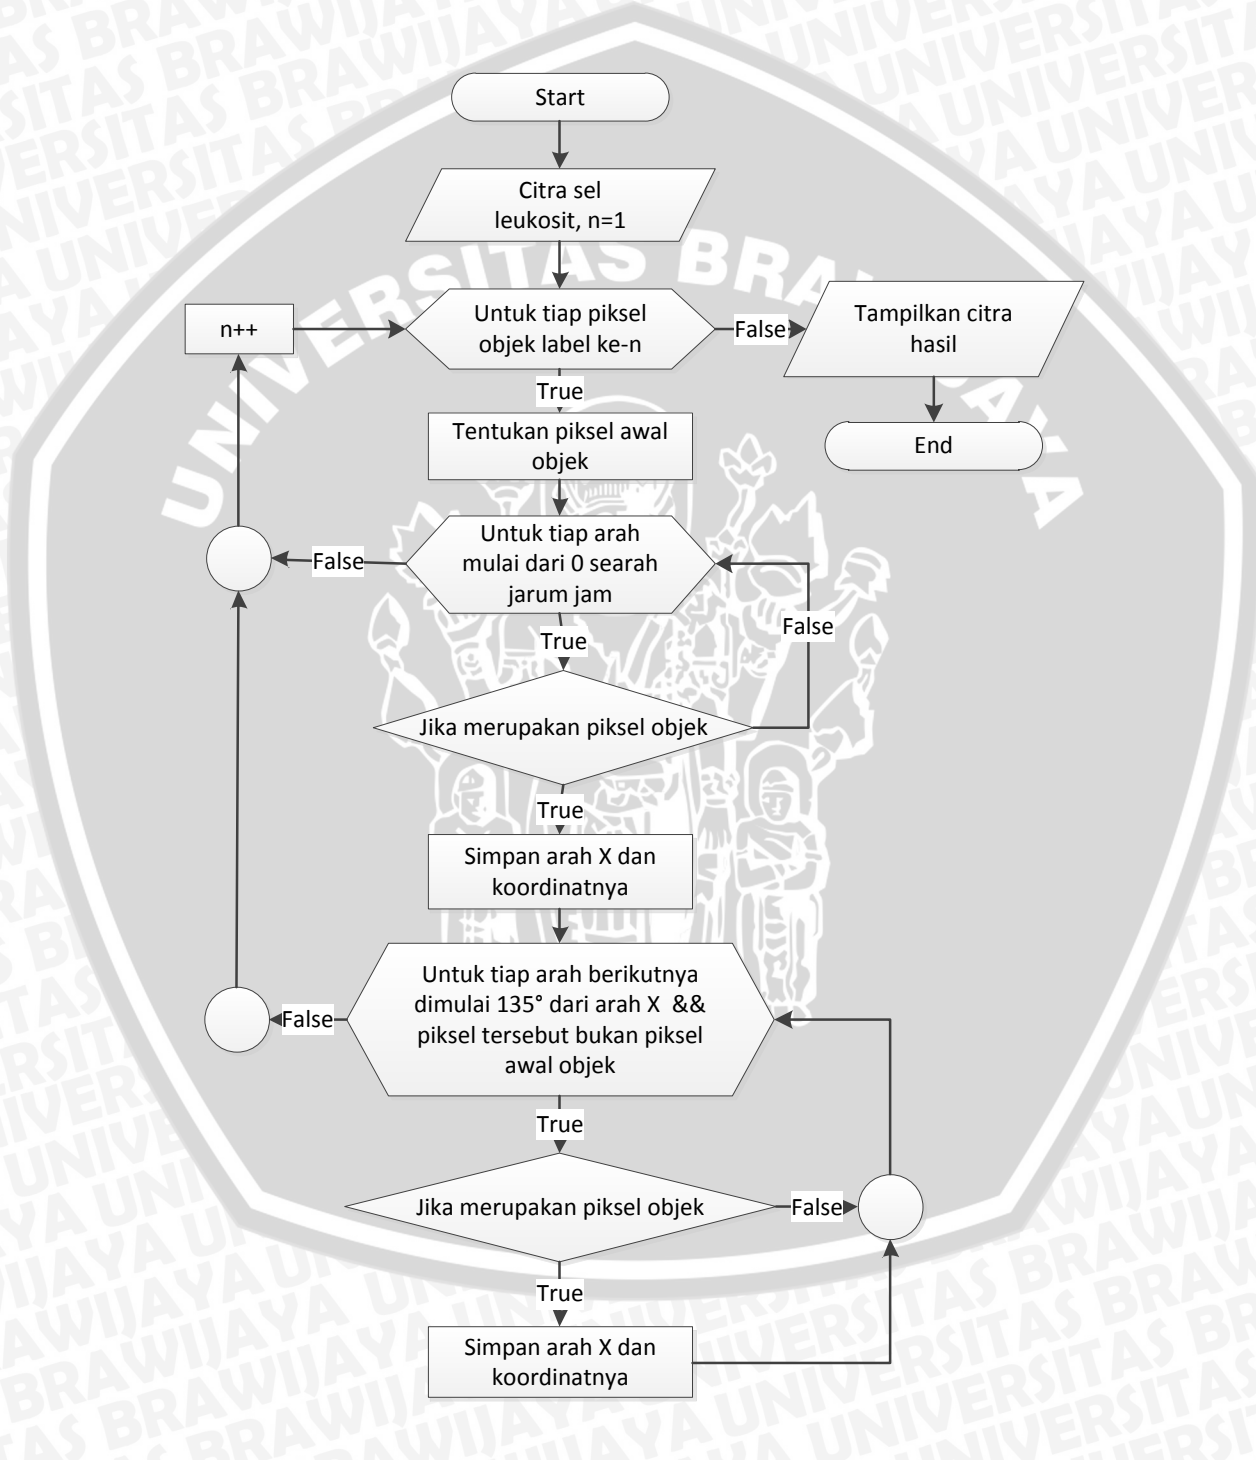 Start
Citra sel
leukosit, n=1
n++
Untuk tiap piksel
objek label ke-n
False
Tampilkan citra
hasil
True
Tentukan piksel awal
objek
End
Untuk tiap arah
mulai dari 0 searah
jarum jam
False
False
True
Jika merupakan piksel objek
True
Simpan arah X dan
koordinatnya
Untuk tiap arah berikutnya
dimulai 135° dari arah X  &&
piksel tersebut bukan piksel
awal objek
False
True
Jika merupakan piksel objek
False
True
Simpan arah X dan
koordinatnya
UNIVERSITAS BRAWIJAYA